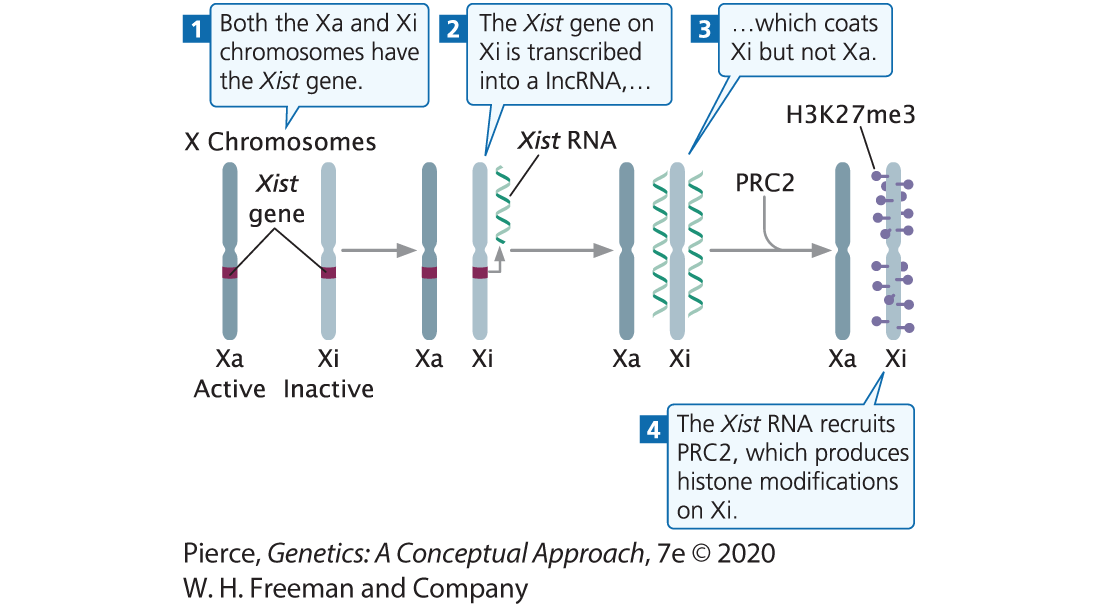 1
Both the Xa and Xi
chromosomes have
the Xist gene.
2
The Xist gene on
Xi is transcribed
into a lncRNA,…
3
…which coats
Xi but not Xa.
X Chromosomes
Xist
gene
Xist RNA
PRC2
H3K27me3
Xa
Active
Xi
Inactive
Xa
Xi
Xa
Xi
Xa
Xi
4
The Xist RNA recruits
PRC2, which produces
histone modifications
on Xi.
Pierce, Genetics: A Conceptual Approach, 7e © 2020
W. H. Freeman and Company